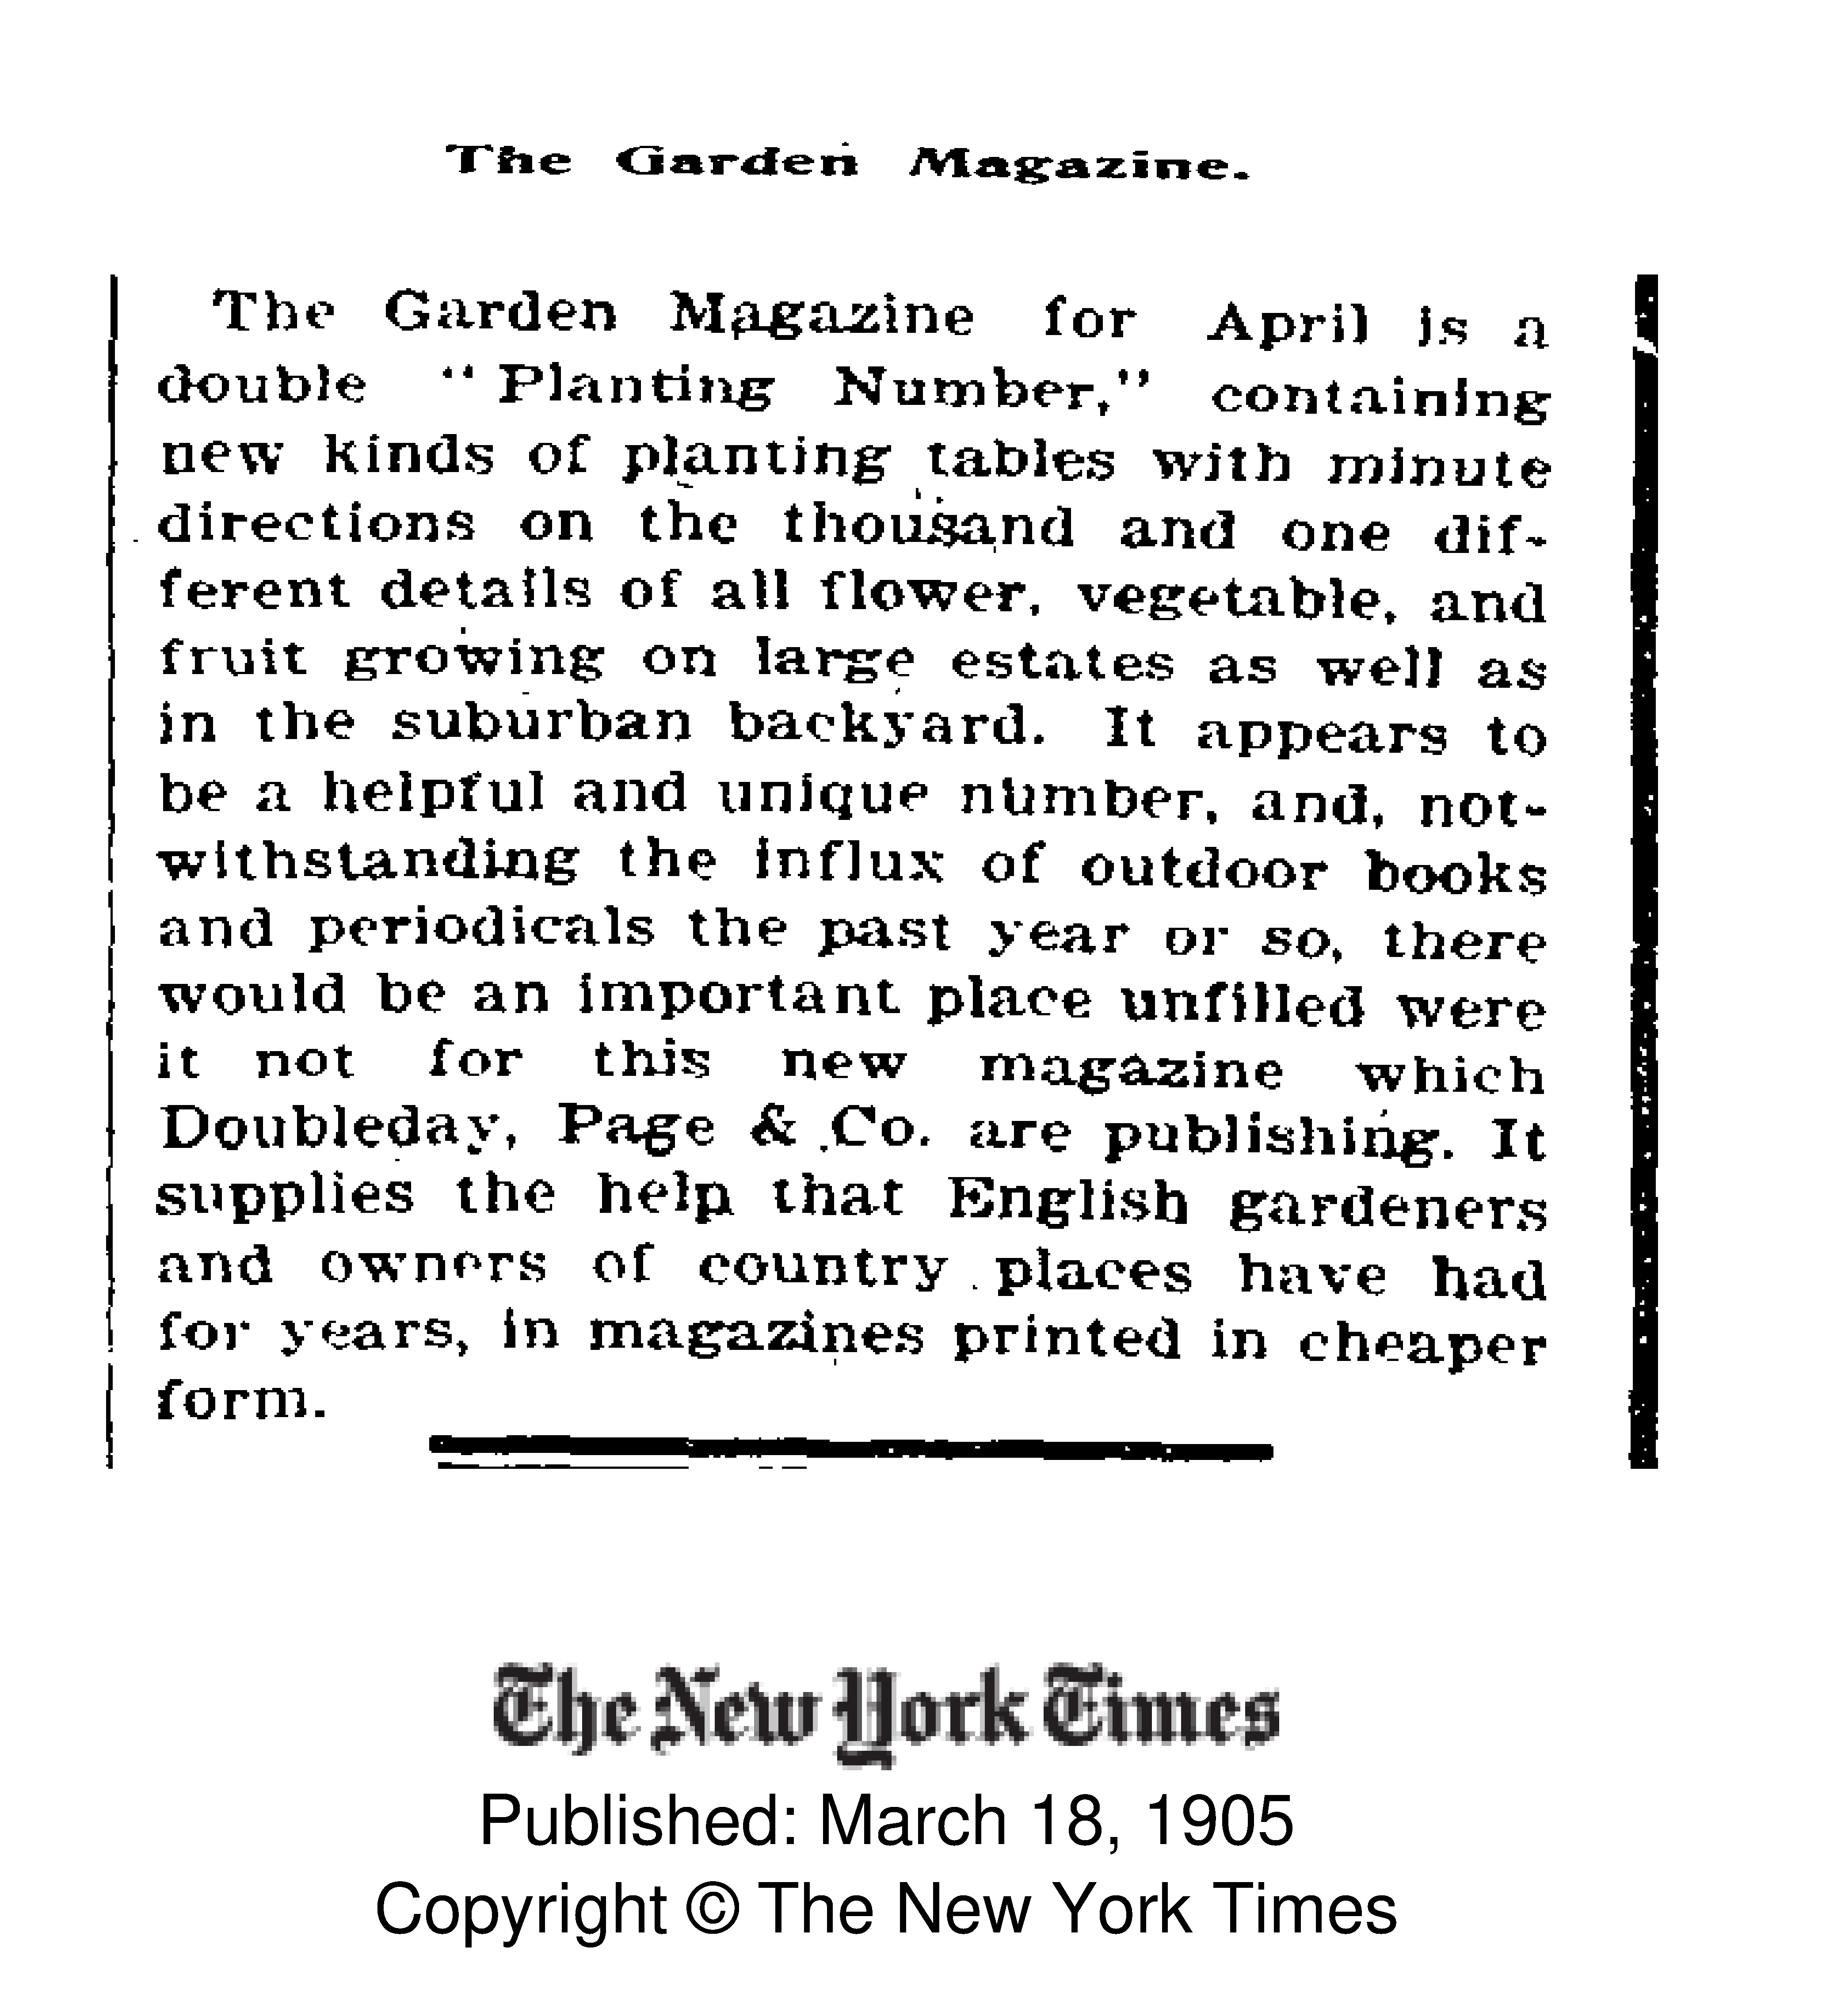 The Garden Magazine.
The Garden Magazine for April is a
double "Planting Number," containing
new kinds of planting tables with minute
directions on the thousand and one dif-
ferent details of all flower, vegetable, and
fruit growing on large estates as well as
in the suburban backyard. It appears to
be a helpful and unique number, and, not-
withstanding the influx of outdoor books
and periodicals the past year or so, there
would be an important place unfilled were
it not for this new magazine which
Doubleday, Page & Co. are publishing. It
supplies the help that English gardeners
and owners of country places have had
for years, in magazines printed in cheaper
form.
The New York Times
Published: March 18, 1905
Copyright © The New York Times